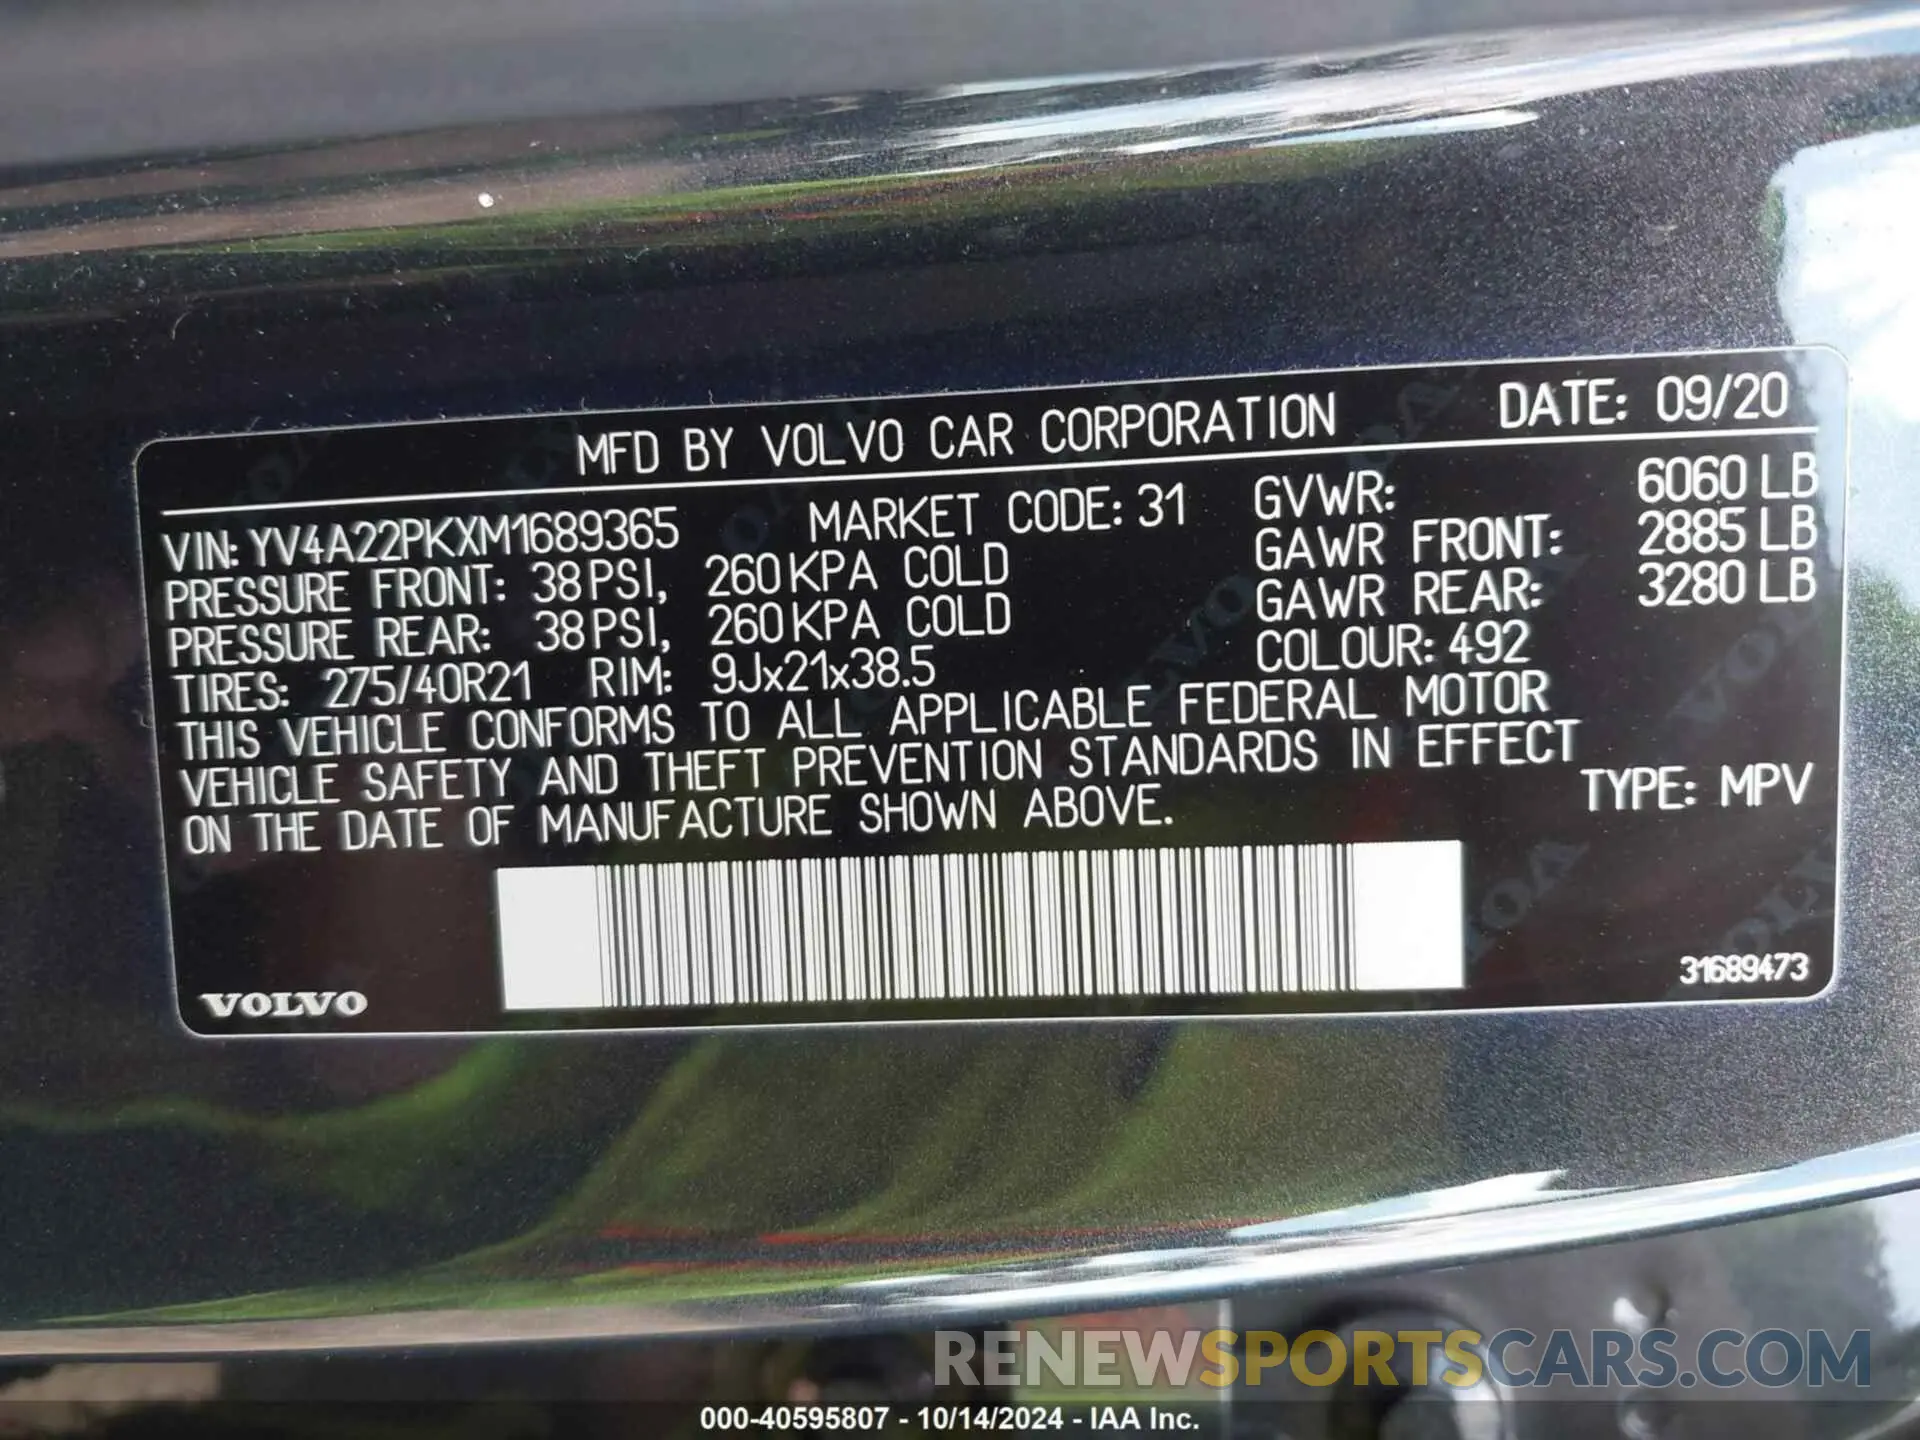 MFD BY VOLVO CAR CORPORATION DATE: 09/20
VIN: YV4A22PKXM1689365 MARKET CODE: 31 GVWR: 6060 LB
PRESSURE FRONT: 38 PSI, 260 KPA COLD GAWR FRONT: 2885 LB
PRESSURE REAR: 38 PSI, 260 KPA COLD GAWR REAR: 3280 LB
TIRES: 275/40R21 RIM: 9Jx21x38.5 COLOUR: 492
THIS VEHICLE CONFORMS TO ALL APPLICABLE FEDERAL MOTOR
VEHICLE SAFETY AND THEFT PREVENTION STANDARDS IN EFFECT
ON THE DATE OF MANUFACTURE SHOWN ABOVE. TYPE: MPV
31689473
VOLVO
RENEWSPORTSCARS.COM
000-40595807 - 10/14/2024 - IAA Inc.